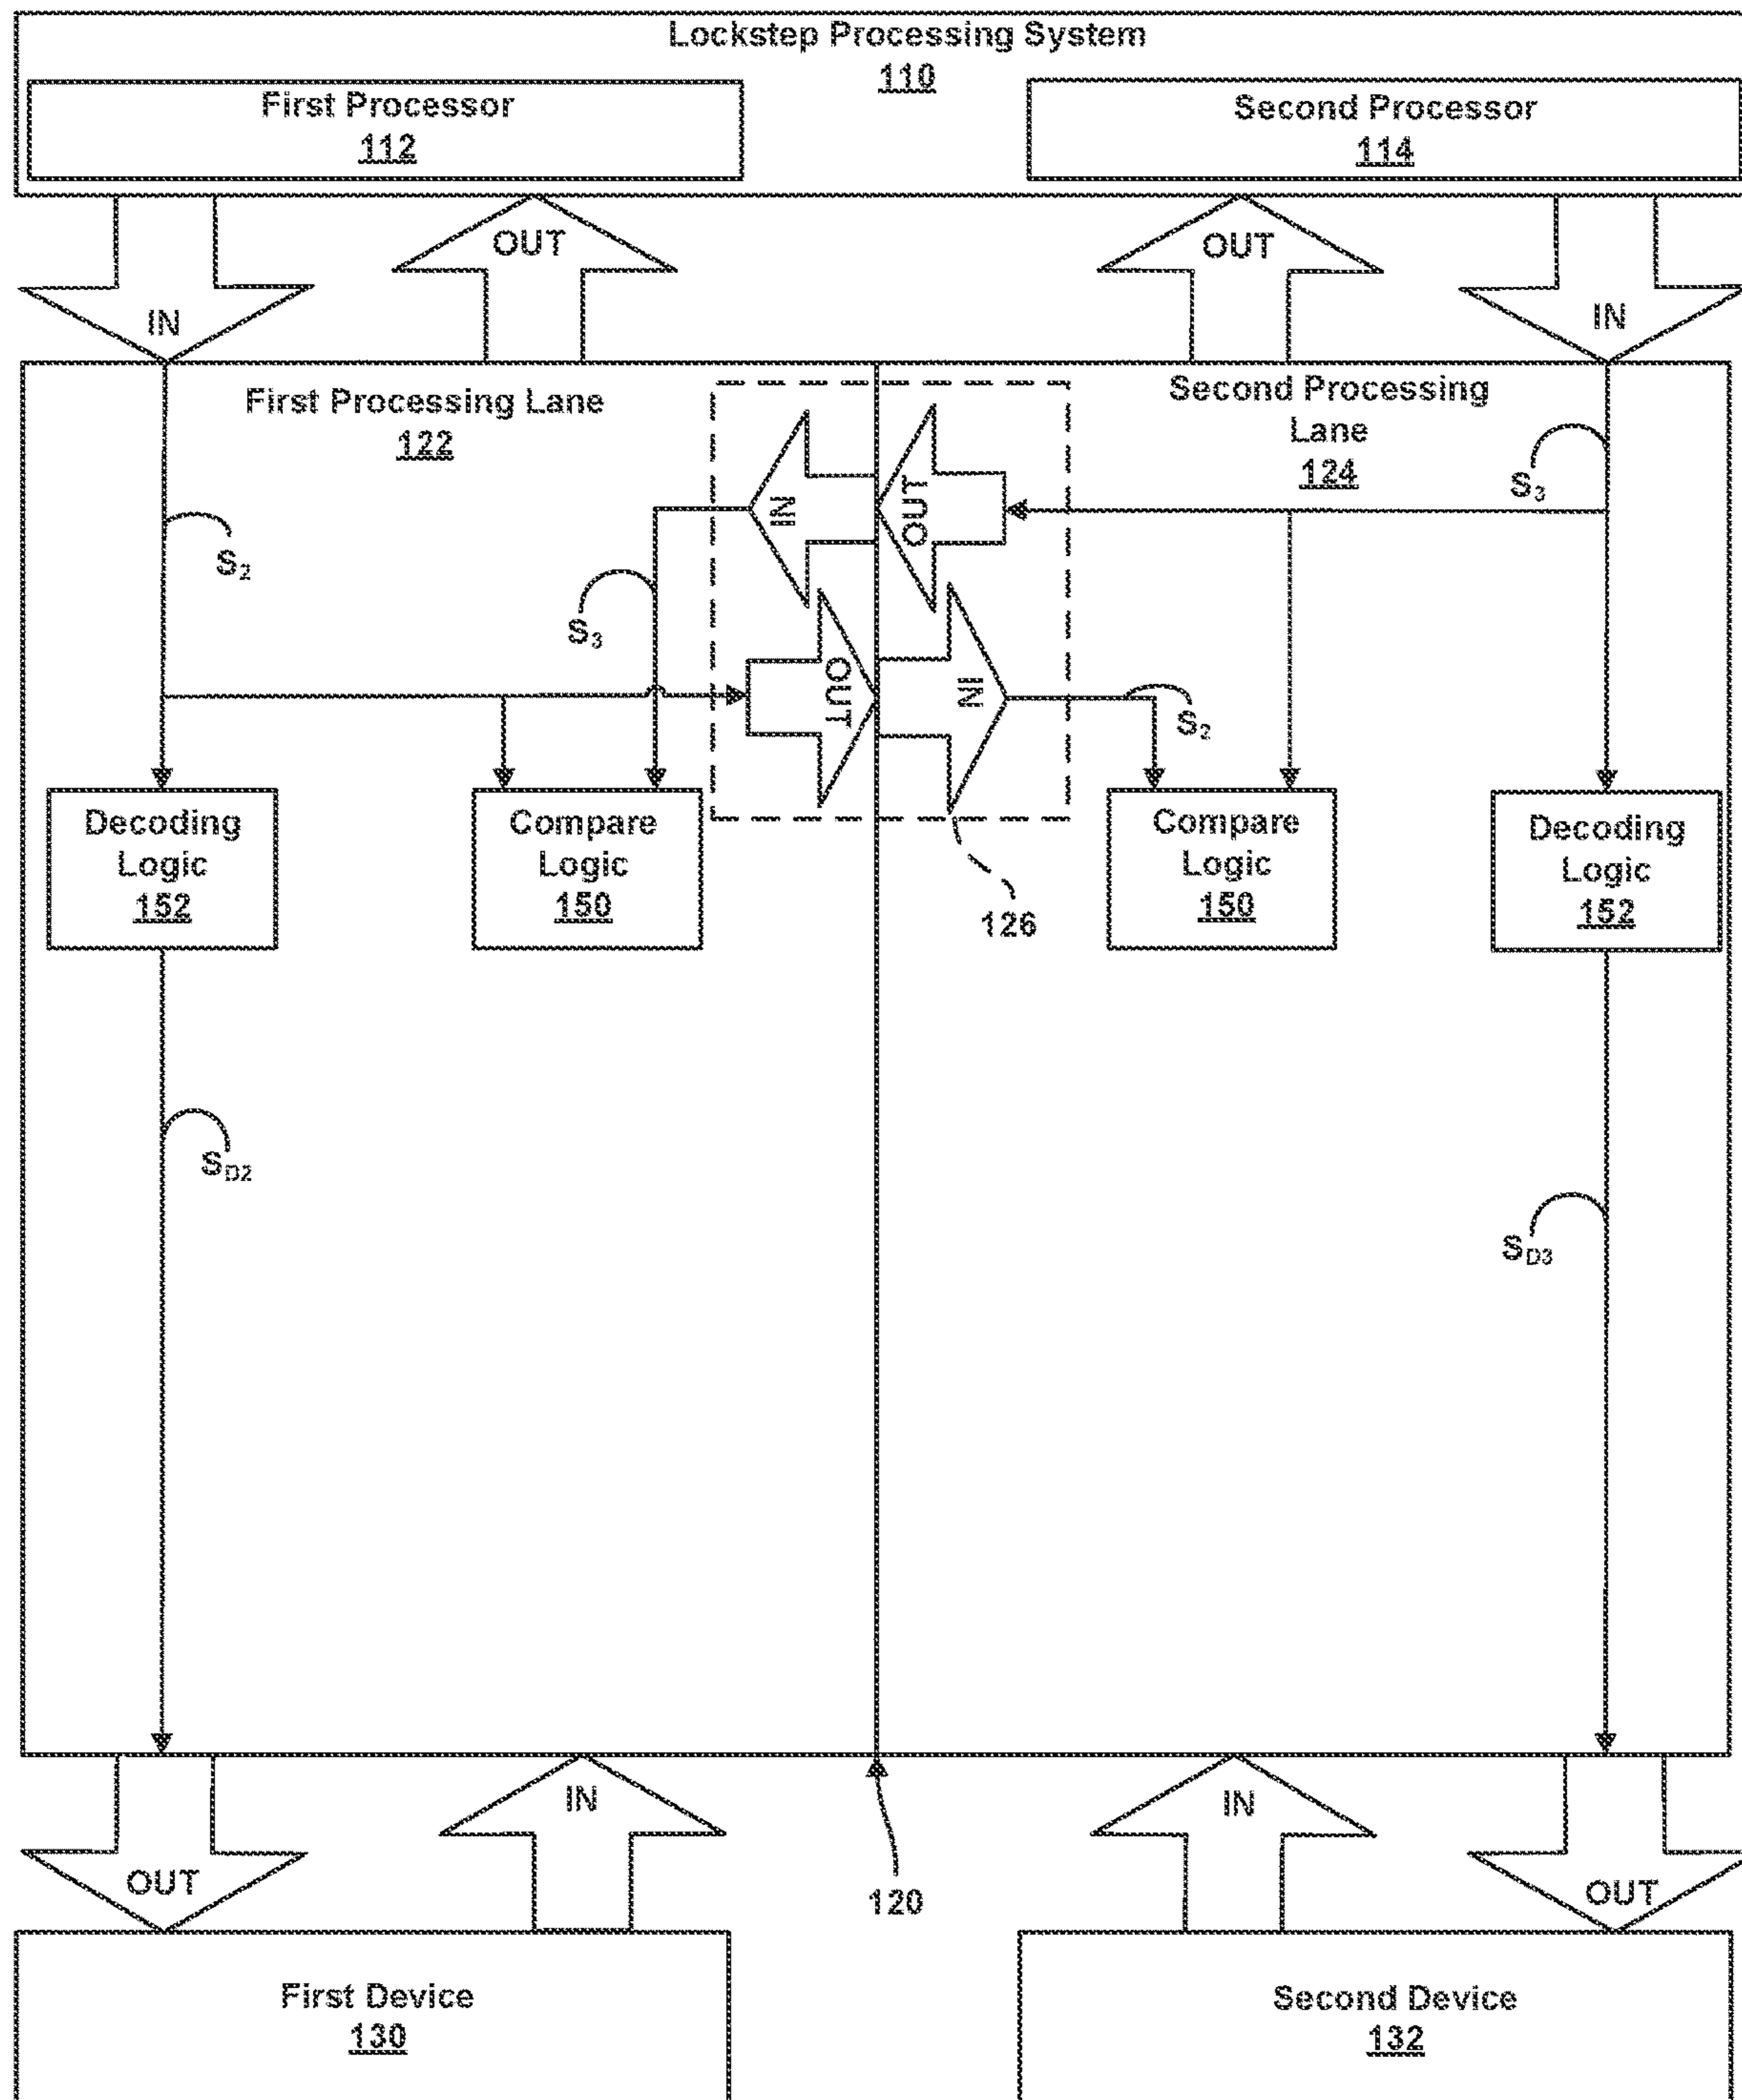 Lockstep Processing System
110
First Processor
112
Second Processor
114
IN
OUT
OUT
IN
First Processing Lane
122
Second Processing
Lane
124
IN
OUT
S3
S2
S3
OUT
IN
S2
Decoding
Logic
152
Compare
Logic
150
126
Compare
Logic
150
Decoding
Logic
152
SD2
SD3
OUT
IN
120
IN
OUT
First Device
130
Second Device
132